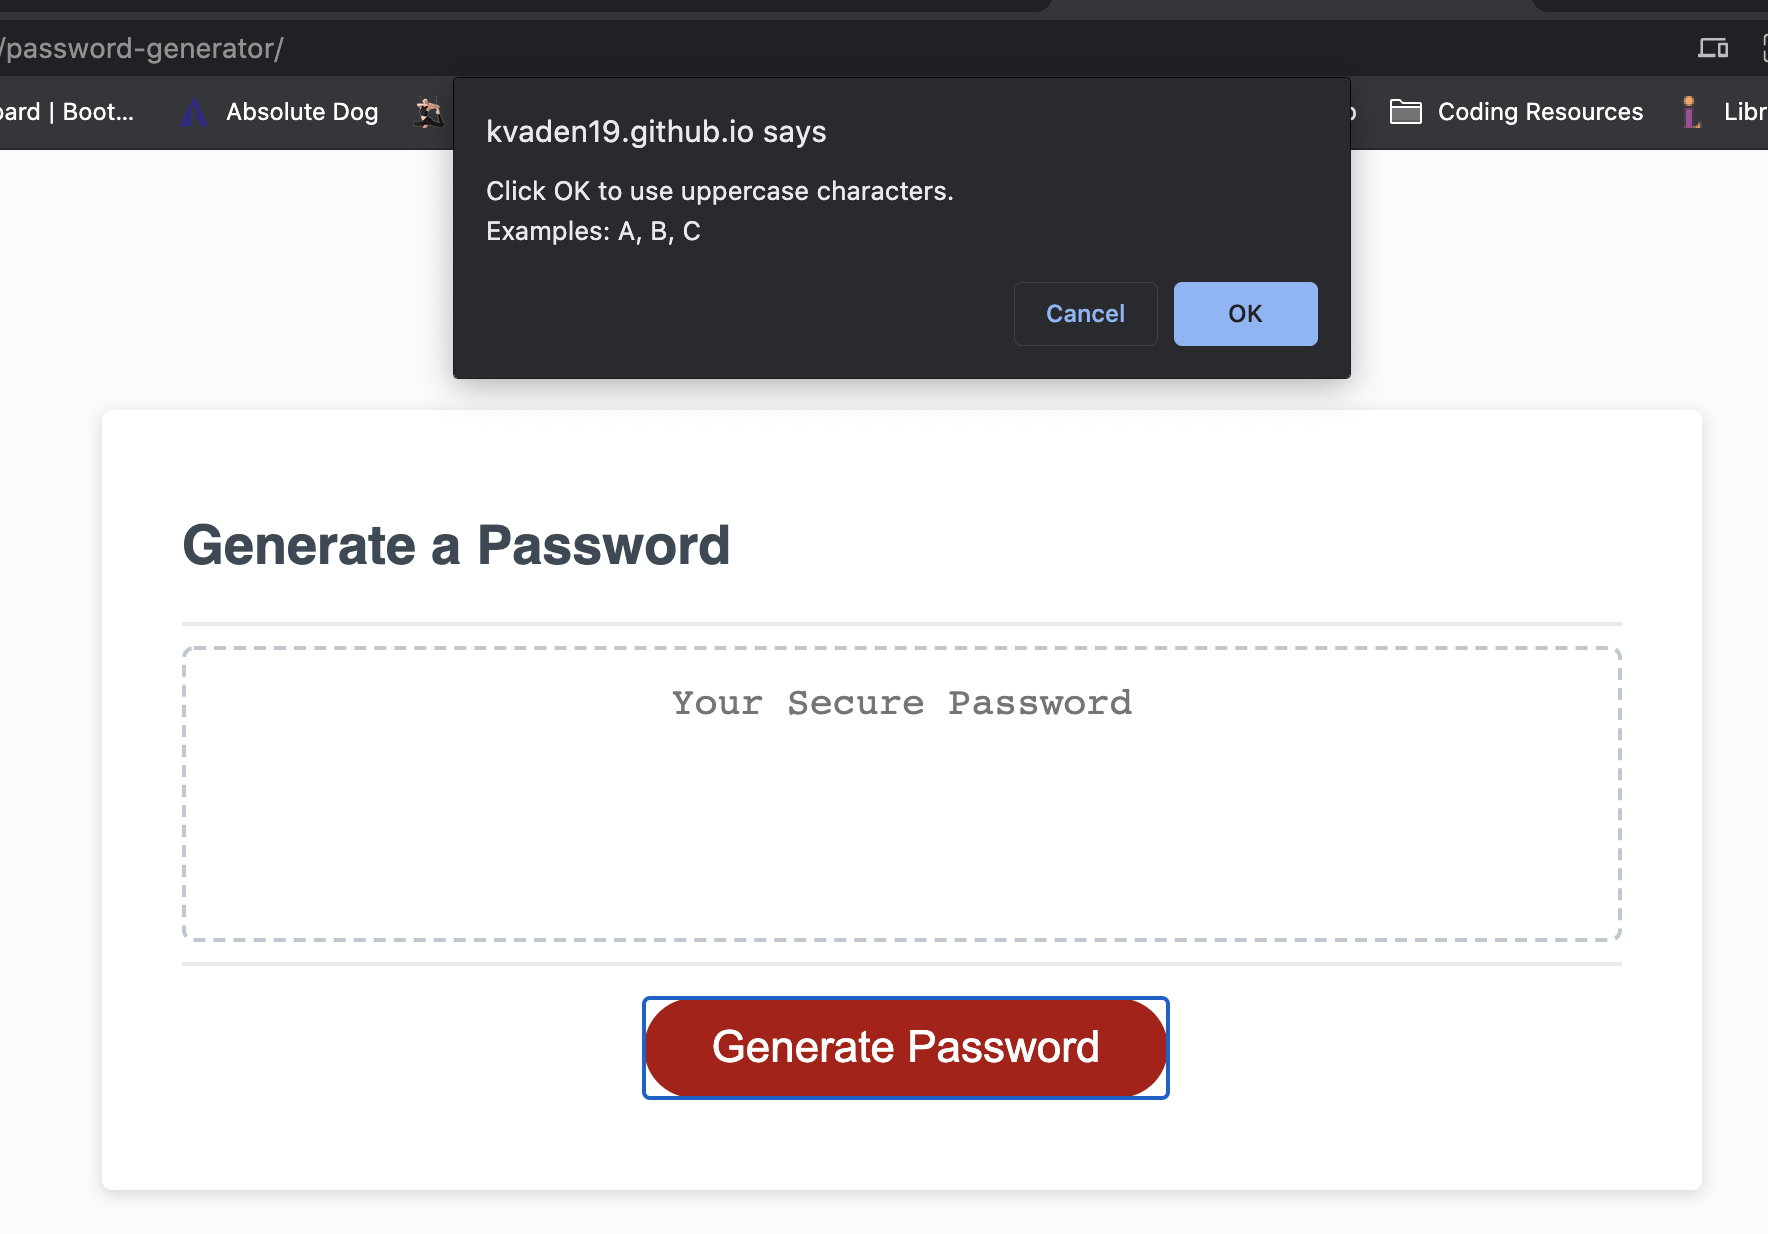 /password-generator/
oard | Boot...
Absolute Dog
Coding Resources
Libr
kvaden19.github.io says
Click OK to use uppercase characters.
Examples: A, B, C
Cancel
OK
Generate a Password
Your Secure Password
Generate Password